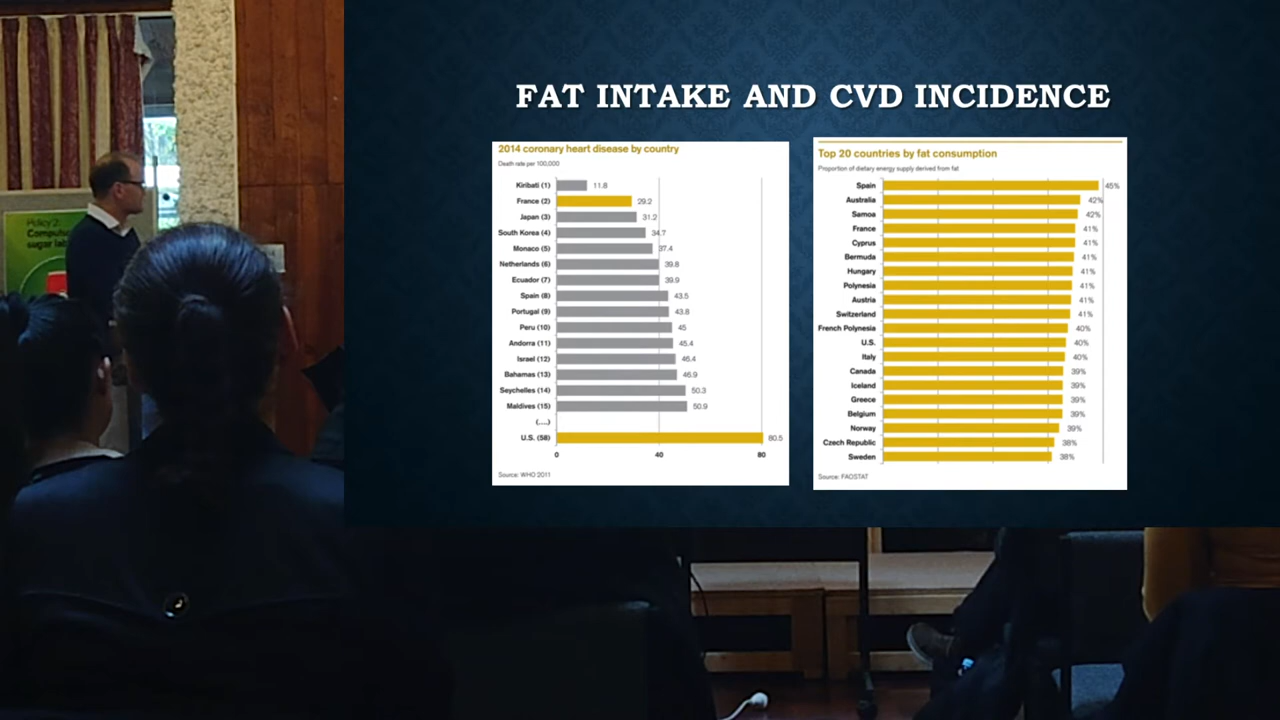 FAT INTAKE AND CVD INCIDENCE
2014 coronary heart disease by country
Death rate per 100,000
Kiribati (1) 11.8
France (2) 29.2
Japan (3) 31.2
South Korea (4) 34.7
Monaco (5) 37.4
Netherlands (6) 39.8
Ecuador (7) 39.9
Spain (8) 43.5
Portugal (9) 43.8
Peru (10) 45
Andorra (11) 45.4
Israel (12) 46.4
Bahamas (13) 46.9
Seychelles (14) 50.3
Maldives (15) 50.9
(....)
U.S. (58) 80.5
0 40 80
Source: WHO 2011
Top 20 countries by fat consumption
Proportion of dietary energy supply derived from fat
Spain 45%
Australia 42%
Samoa 42%
France 41%
Cyprus 41%
Bermuda 41%
Hungary 41%
Polynesia 41%
Austria 41%
Switzerland 41%
French Polynesia 40%
U.S. 40%
Italy 40%
Canada 39%
Iceland 39%
Greece 39%
Belgium 39%
Norway 39%
Czech Republic 38%
Sweden 38%
Source: FAOSTAT
Policy 2:
sugar